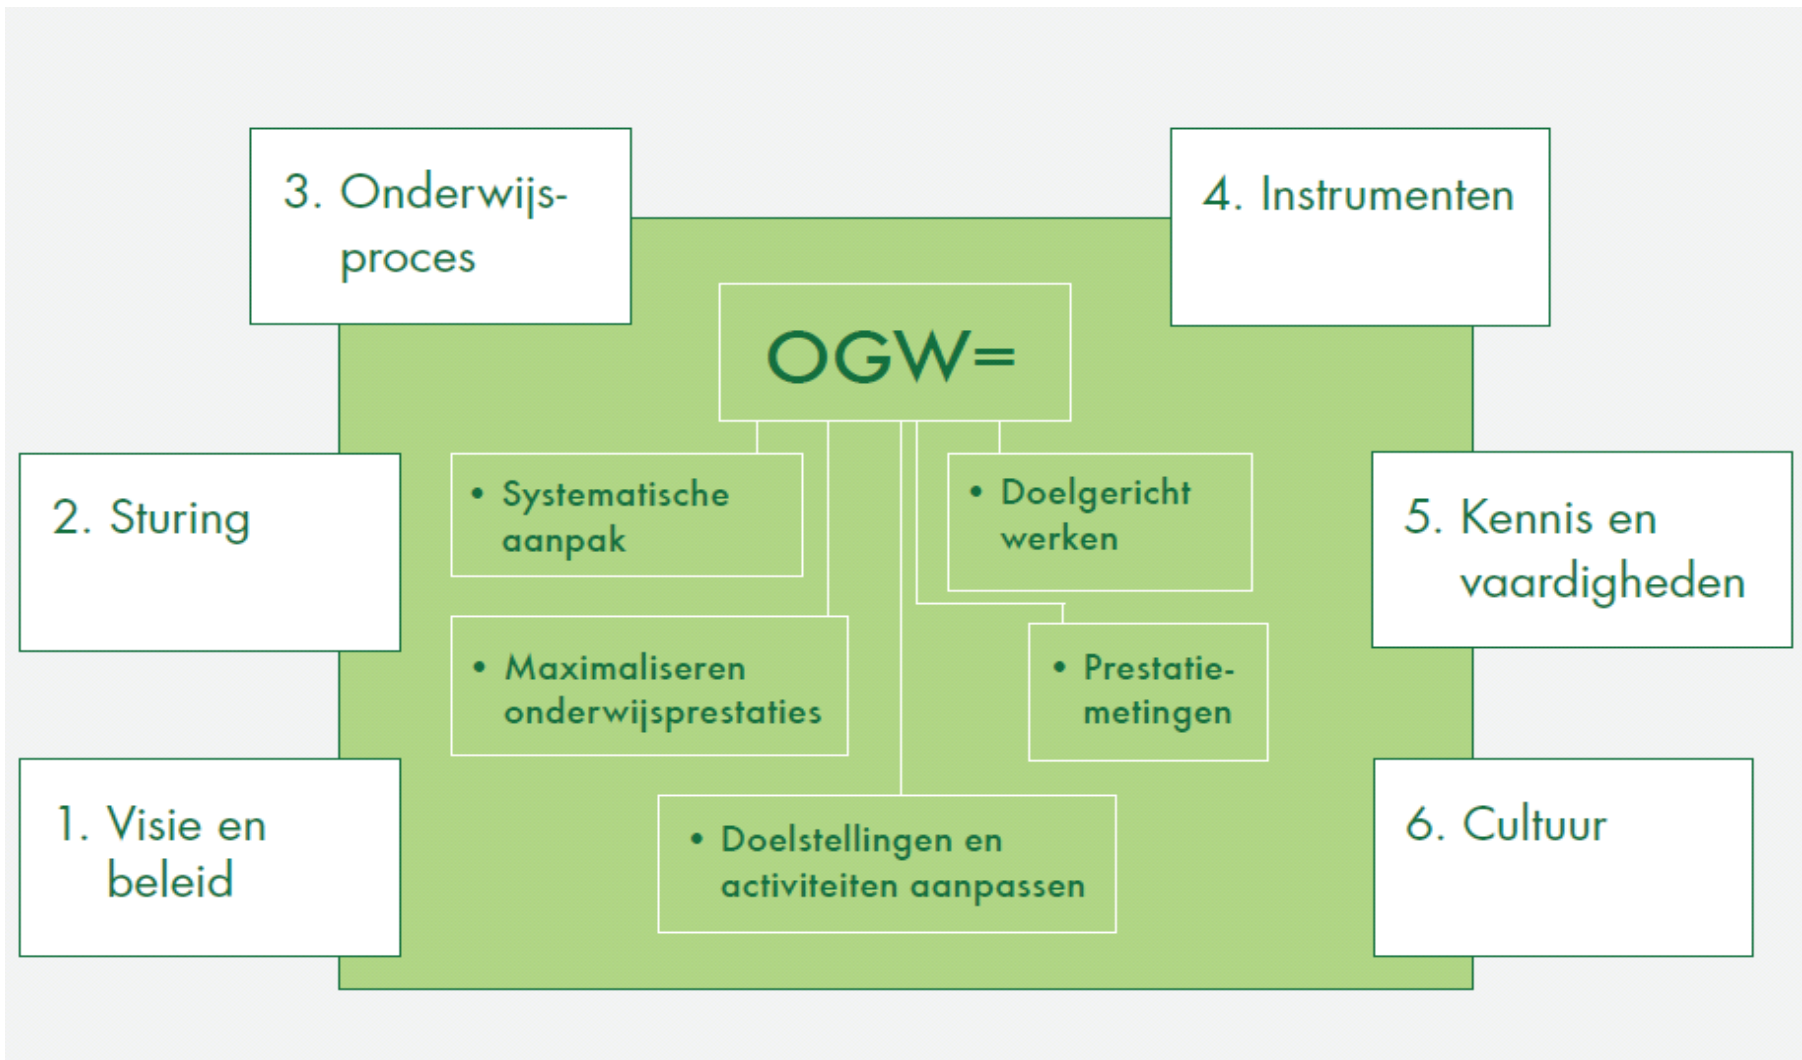 3. Onderwijs-
proces
4. Instrumenten
OGW=
2. Sturing
• Systematische
aanpak
• Doelgericht
werken
5. Kennis en
vaardigheden
• Maximaliseren
onderwijsprestaties
• Prestatie-
metingen
1. Visie en
beleid
• Doelstellingen en
activiteiten aanpassen
6. Cultuur